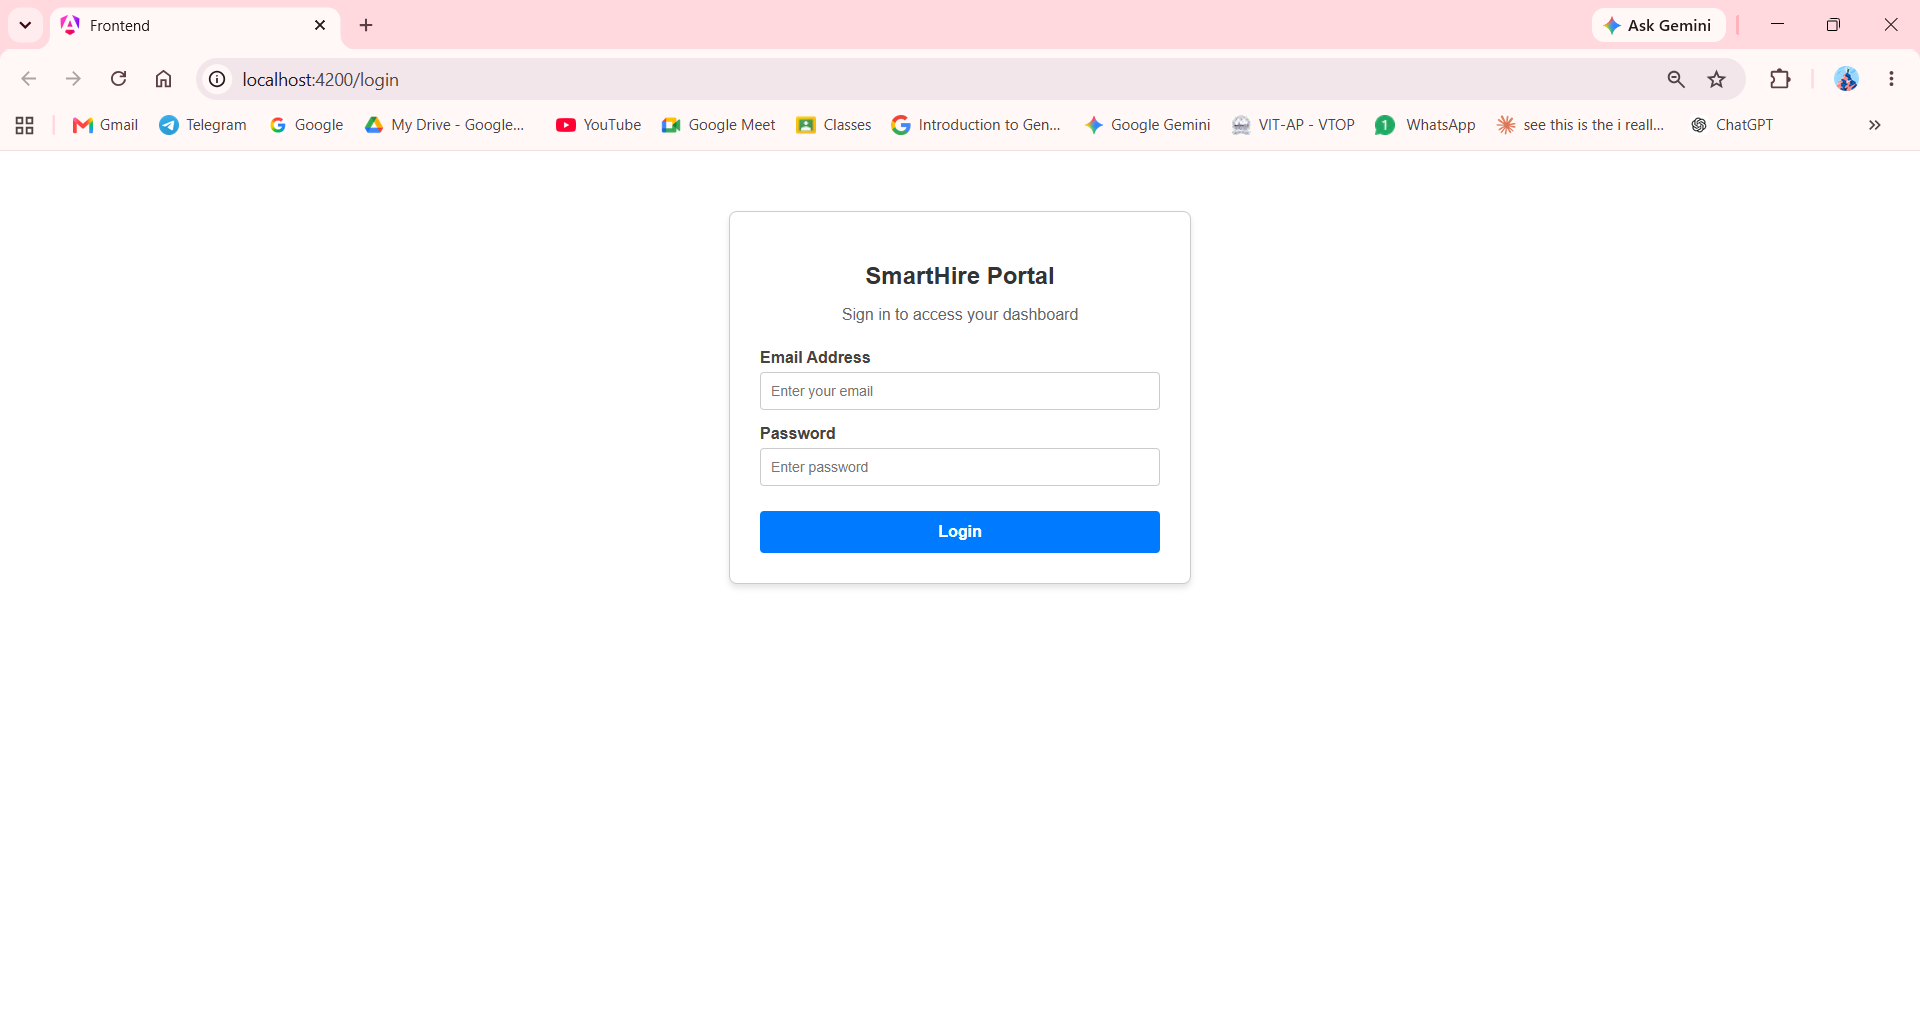 Frontend
Ask Gemini
localhost:4200/login
Gmail Telegram Google My Drive - Google... YouTube Google Meet Classes Introduction to Gen... Google Gemini VIT-AP - VTOP 1 WhatsApp see this is the i reall... ChatGPT
SmartHire Portal
Sign in to access your dashboard
Email Address
Enter your email
Password
Enter password
Login